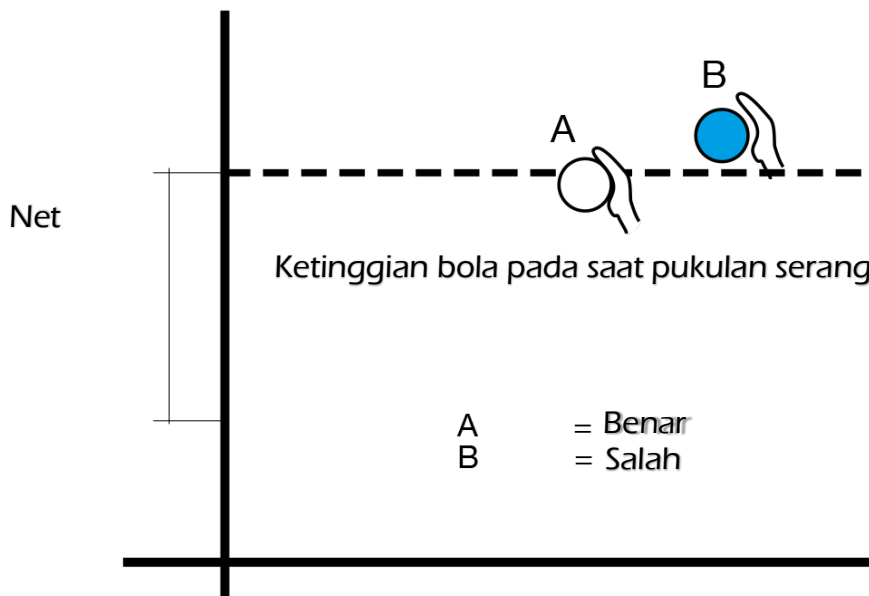 B
A
Net
Ketinggian bola pada saat pukulan serang
A = Benar
B = Salah